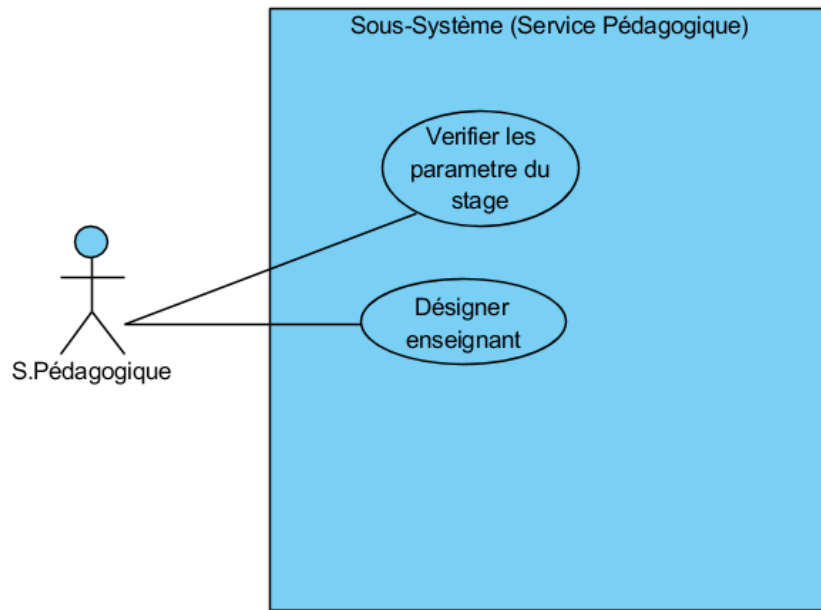 Sous-Système (Service Pédagogique)
Verifier les
parametre du
stage
Désigner
enseignant
S.Pédagogique